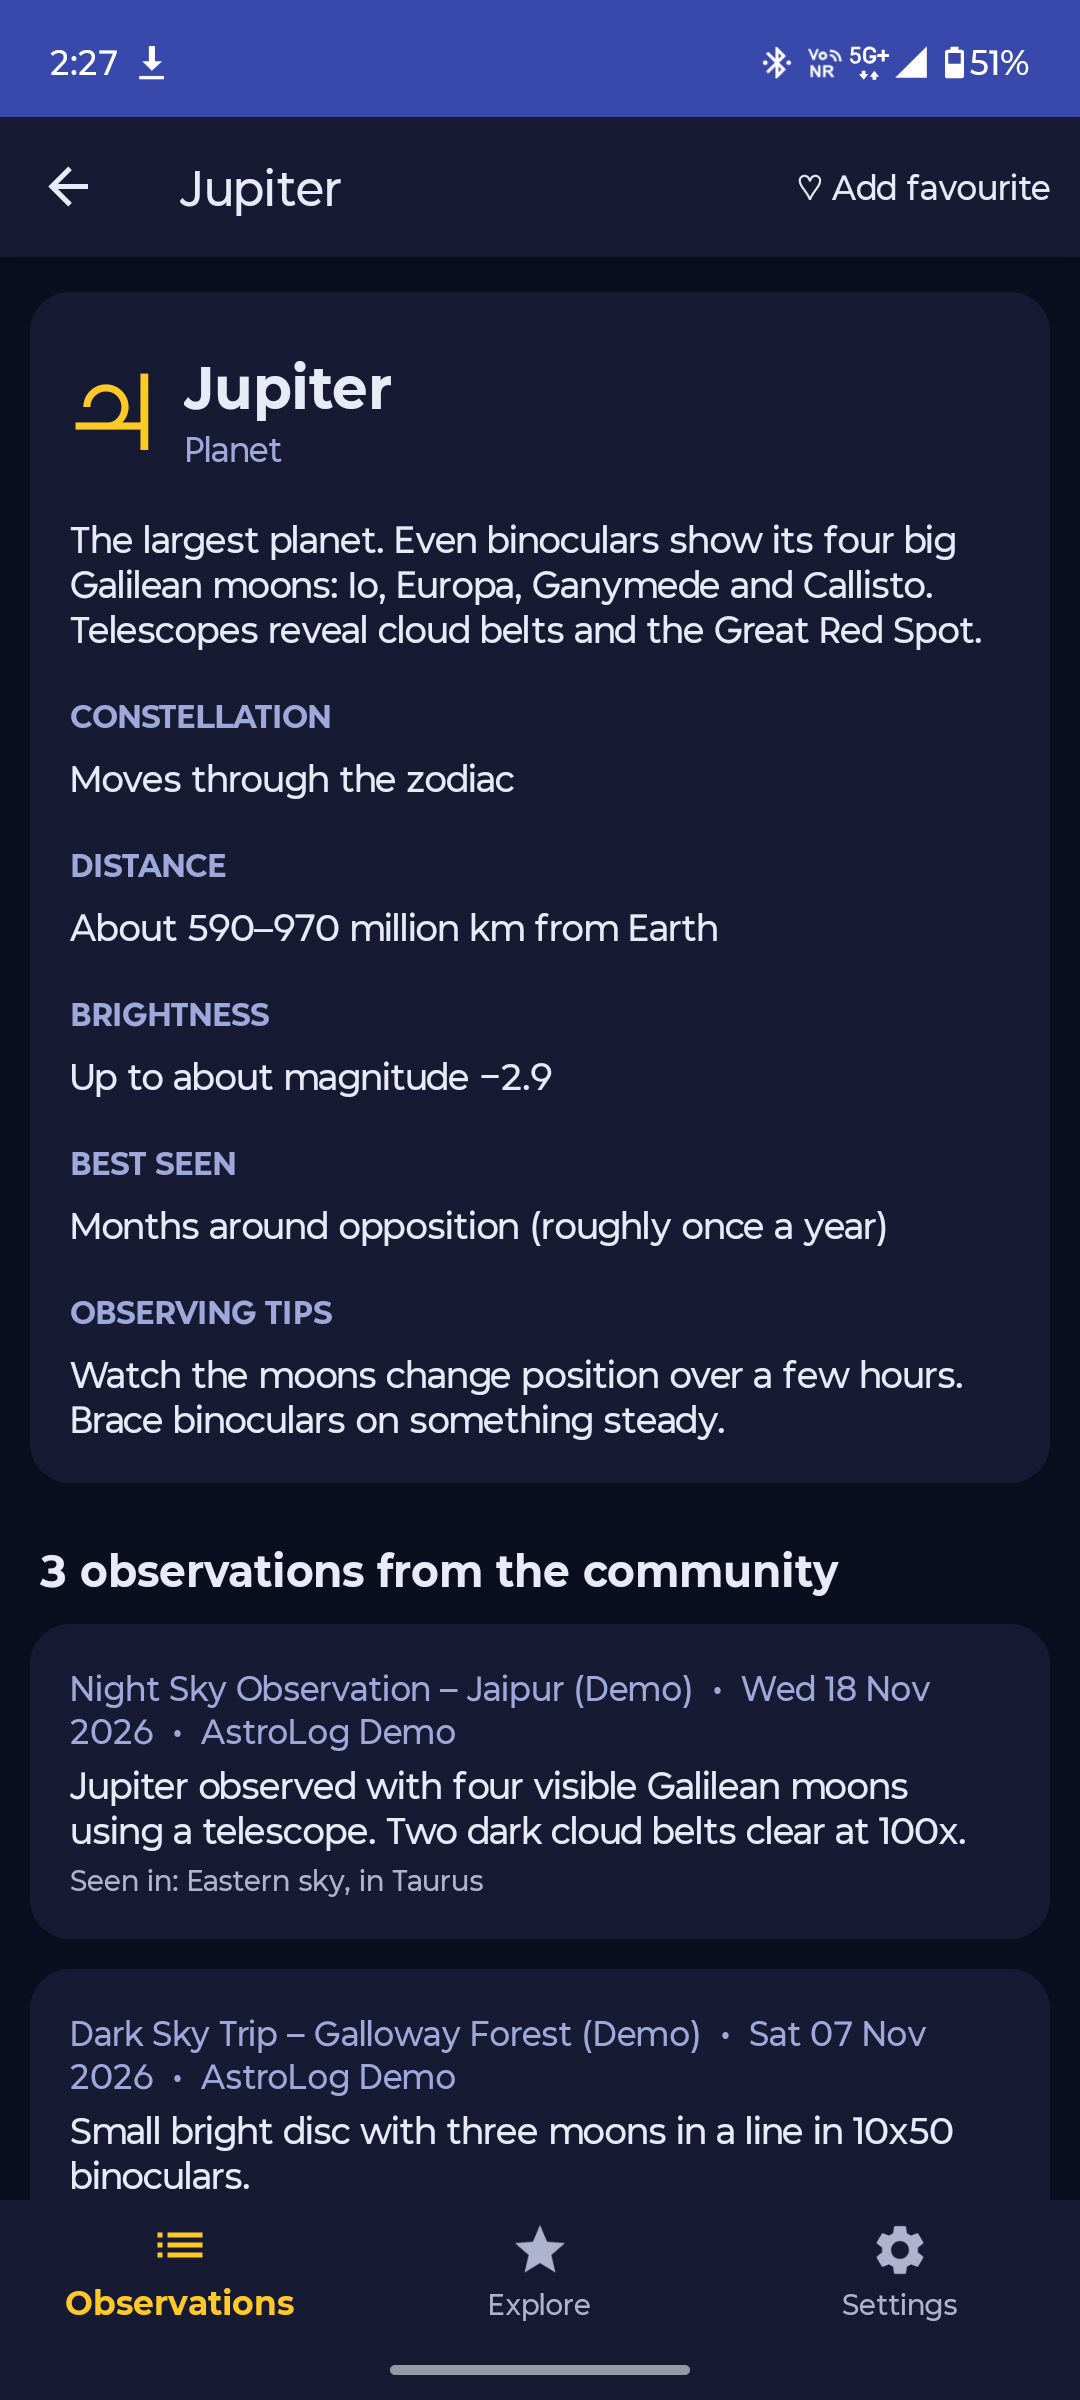 2:27
Vo NR 5G+ 51%
Jupiter
♡ Add favourite
♃
Jupiter
Planet
The largest planet. Even binoculars show its four big
Galilean moons: Io, Europa, Ganymede and Callisto.
Telescopes reveal cloud belts and the Great Red Spot.
CONSTELLATION
Moves through the zodiac
DISTANCE
About 590–970 million km from Earth
BRIGHTNESS
Up to about magnitude −2.9
BEST SEEN
Months around opposition (roughly once a year)
OBSERVING TIPS
Watch the moons change position over a few hours.
Brace binoculars on something steady.
3 observations from the community
Night Sky Observation – Jaipur (Demo) • Wed 18 Nov
2026 • AstroLog Demo
Jupiter observed with four visible Galilean moons
using a telescope. Two dark cloud belts clear at 100x.
Seen in: Eastern sky, in Taurus
Dark Sky Trip – Galloway Forest (Demo) • Sat 07 Nov
2026 • AstroLog Demo
Small bright disc with three moons in a line in 10x50
binoculars.
Observations
Explore
Settings